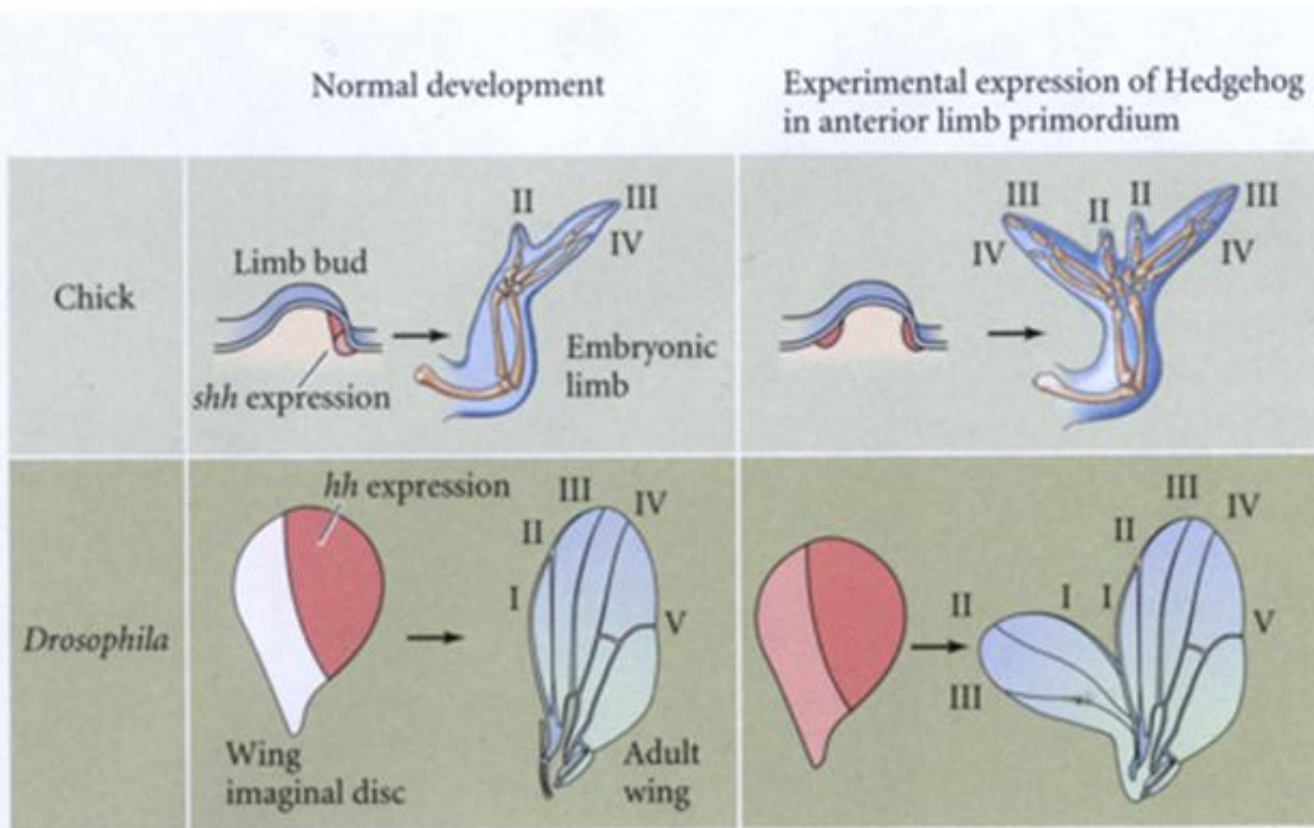 Normal development
Experimental expression of Hedgehog
in anterior limb primordium
Chick
Limb bud
shh expression
II
III
IV
Embryonic
limb
III
II
II
III
IV
IV
Drosophila
hh expression
Wing
imaginal disc
I
II
III
IV
V
Adult
wing
II
I
I
II
III
IV
V
III